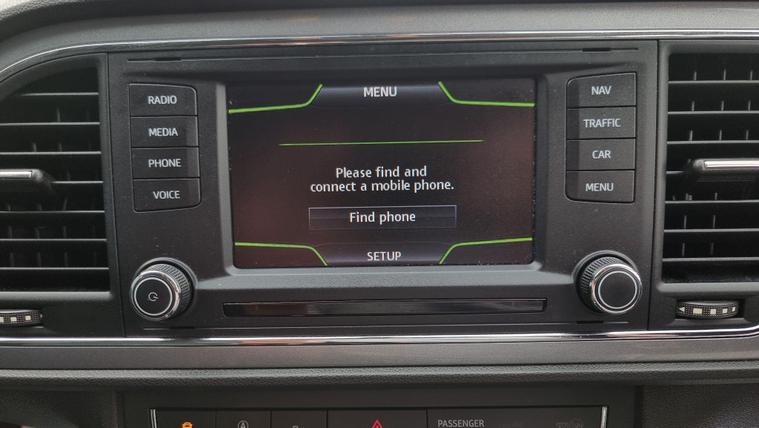 MENU
RADIO
NAV
MEDIA
TRAFFIC
PHONE
CAR
VOICE
MENU
Please find and
connect a mobile phone.
Find phone
SETUP
PASSENGER